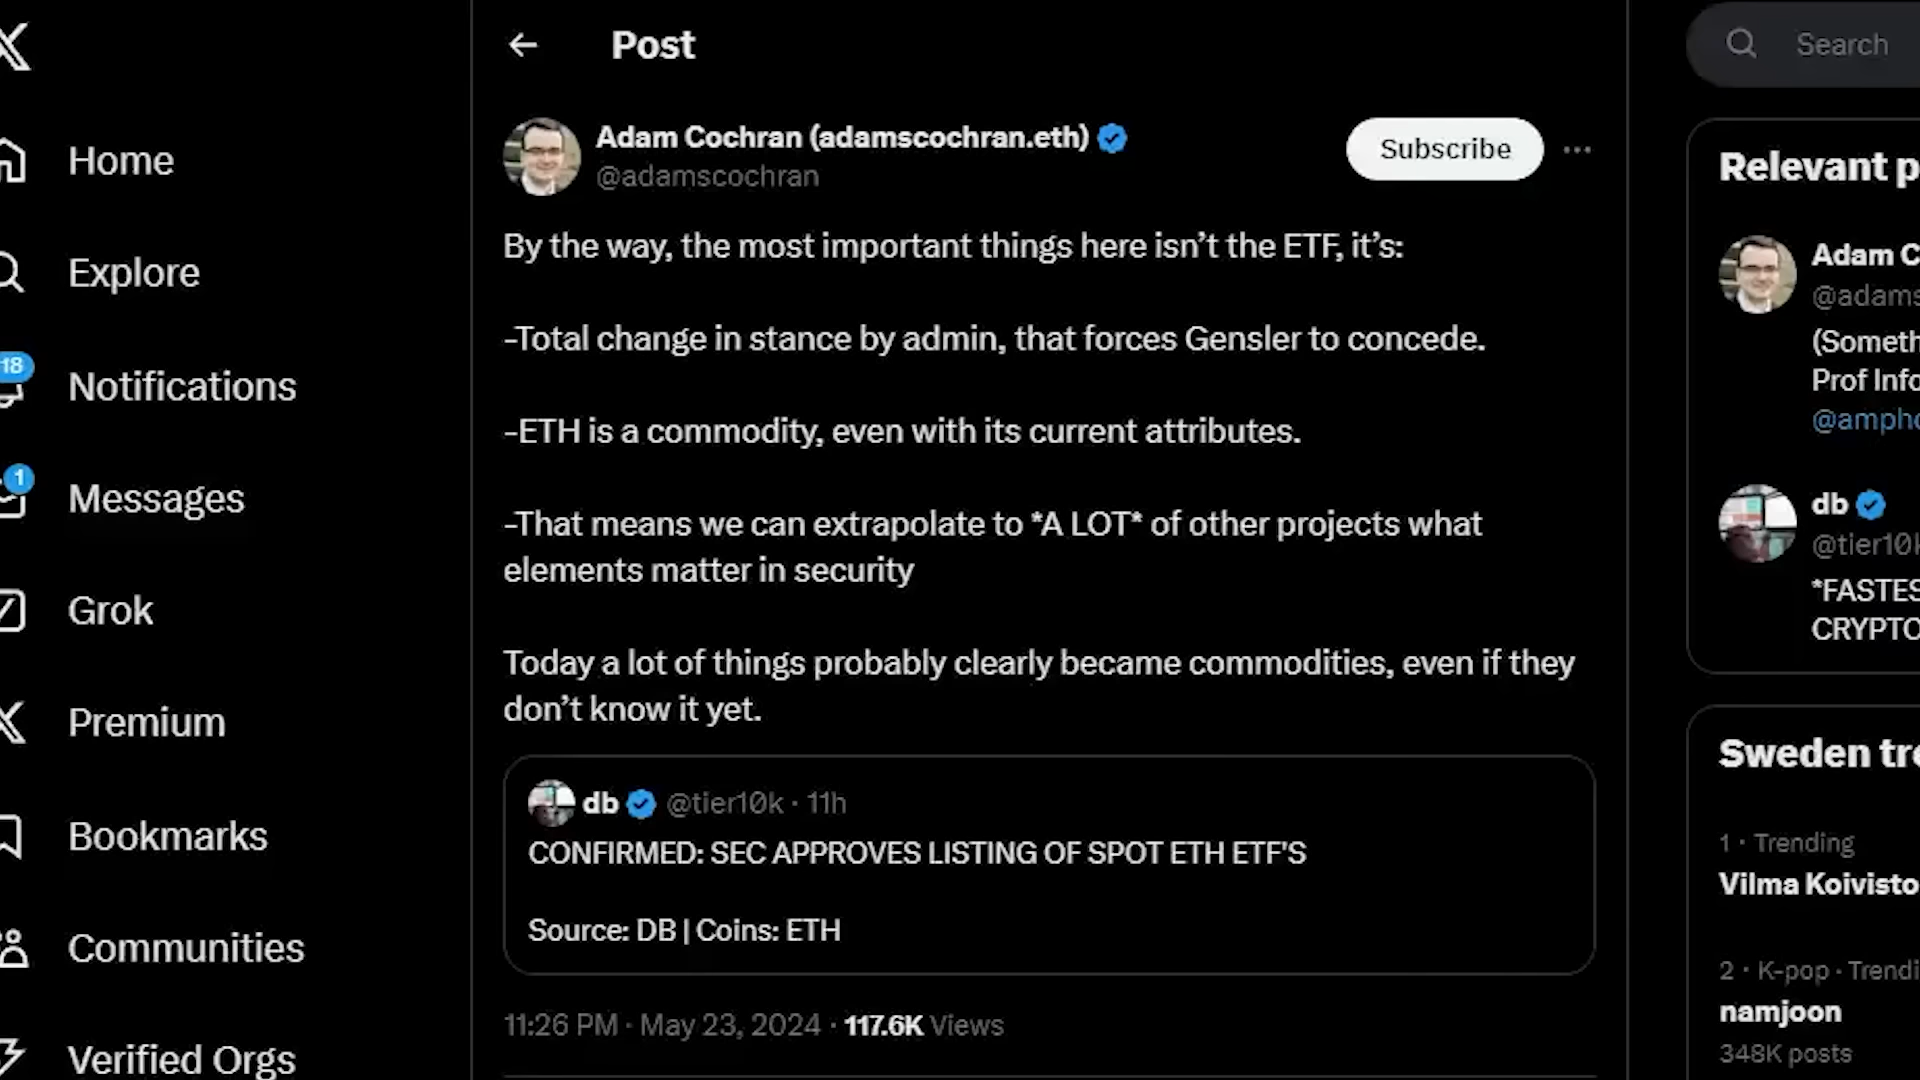 Home
Explore
18
Notifications
1
Messages
Grok
Premium
Bookmarks
Communities
Verified Orgs
Post
Adam Cochran (adamscochran.eth)
@adamscochran
Subscribe
By the way, the most important things here isn’t the ETF, it’s:
-Total change in stance by admin, that forces Gensler to concede.
-ETH is a commodity, even with its current attributes.
-That means we can extrapolate to *A LOT* of other projects what
elements matter in security
Today a lot of things probably clearly became commodities, even if they
don’t know it yet.
db @tier10k · 11h
CONFIRMED: SEC APPROVES LISTING OF SPOT ETH ETF'S
Source: DB | Coins: ETH
11:26 PM · May 23, 2024 · 117.6K Views
Search
Relevant p
Adam C
@adams
(Someth
Prof Info
@ampho
db
@tier10k
*FASTES
CRYPTO
Sweden tre
1 · Trending
Vilma Koivisto
2 · K-pop · Trendi
namjoon
348K posts